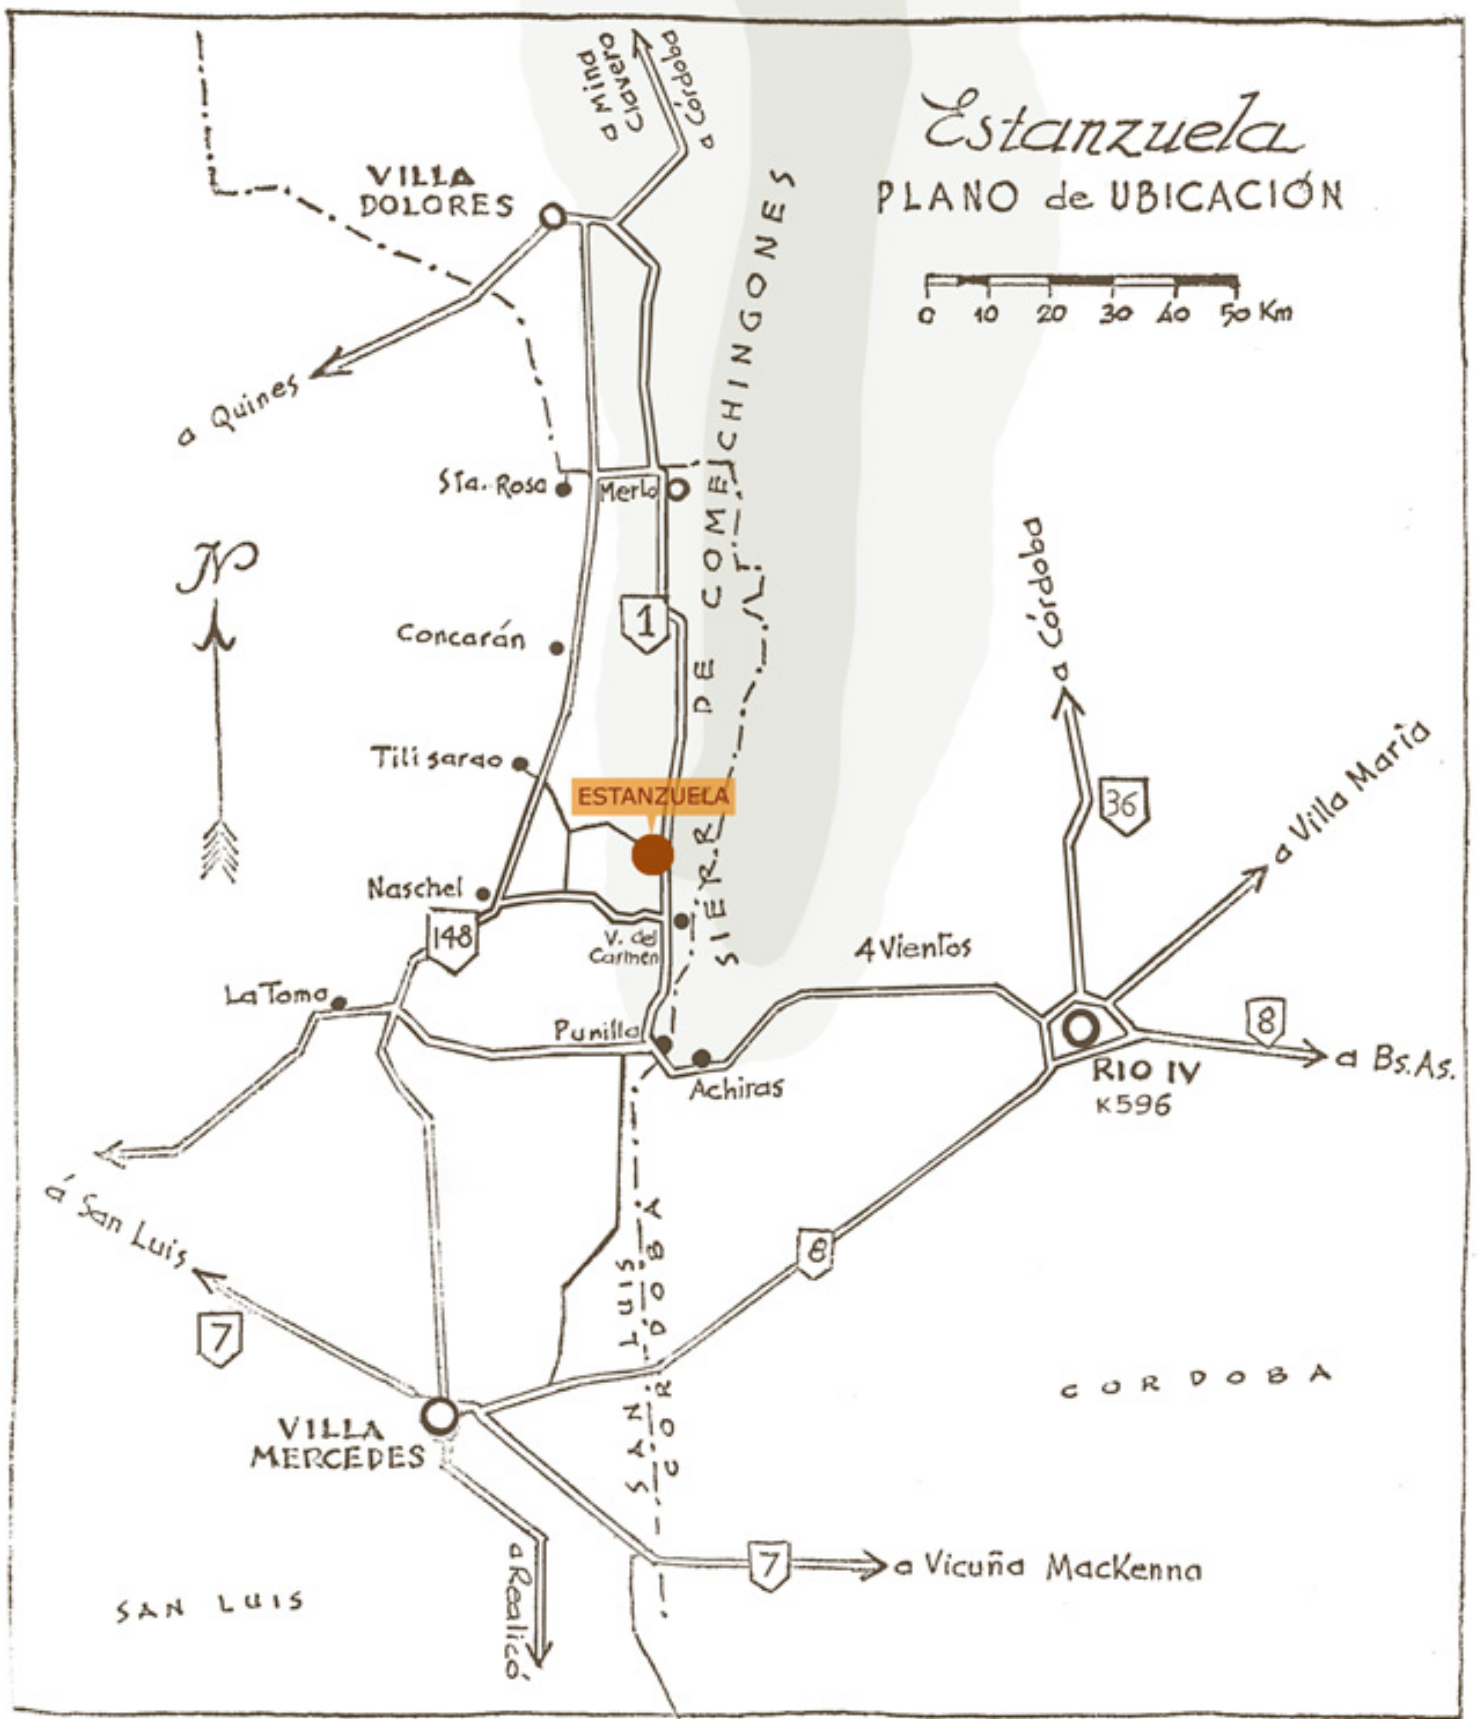 Estanzuela
PLANO de UBICACIÓN
0 10 20 30 40 50 Km
a Mina
Clavero
a Córdoba
VILLA
DOLORES
a Quines
SIERRA DE COMECHINGONES
Sta. Rosa
Merlo
N
1
Concarán
Tilisarao
ESTANZUELA
a Córdoba
36
a Villa María
Naschel
148
V. del
Carmen
4 Vientos
La Toma
Punilla
Achiras
8
a Bs. As.
RIO IV
K596
á San Luis
7
8
SAN LUIS
CORDOBA
CORDOBA
VILLA
MERCEDES
7
a Vicuña MacKenna
a Realicó
SAN LUIS